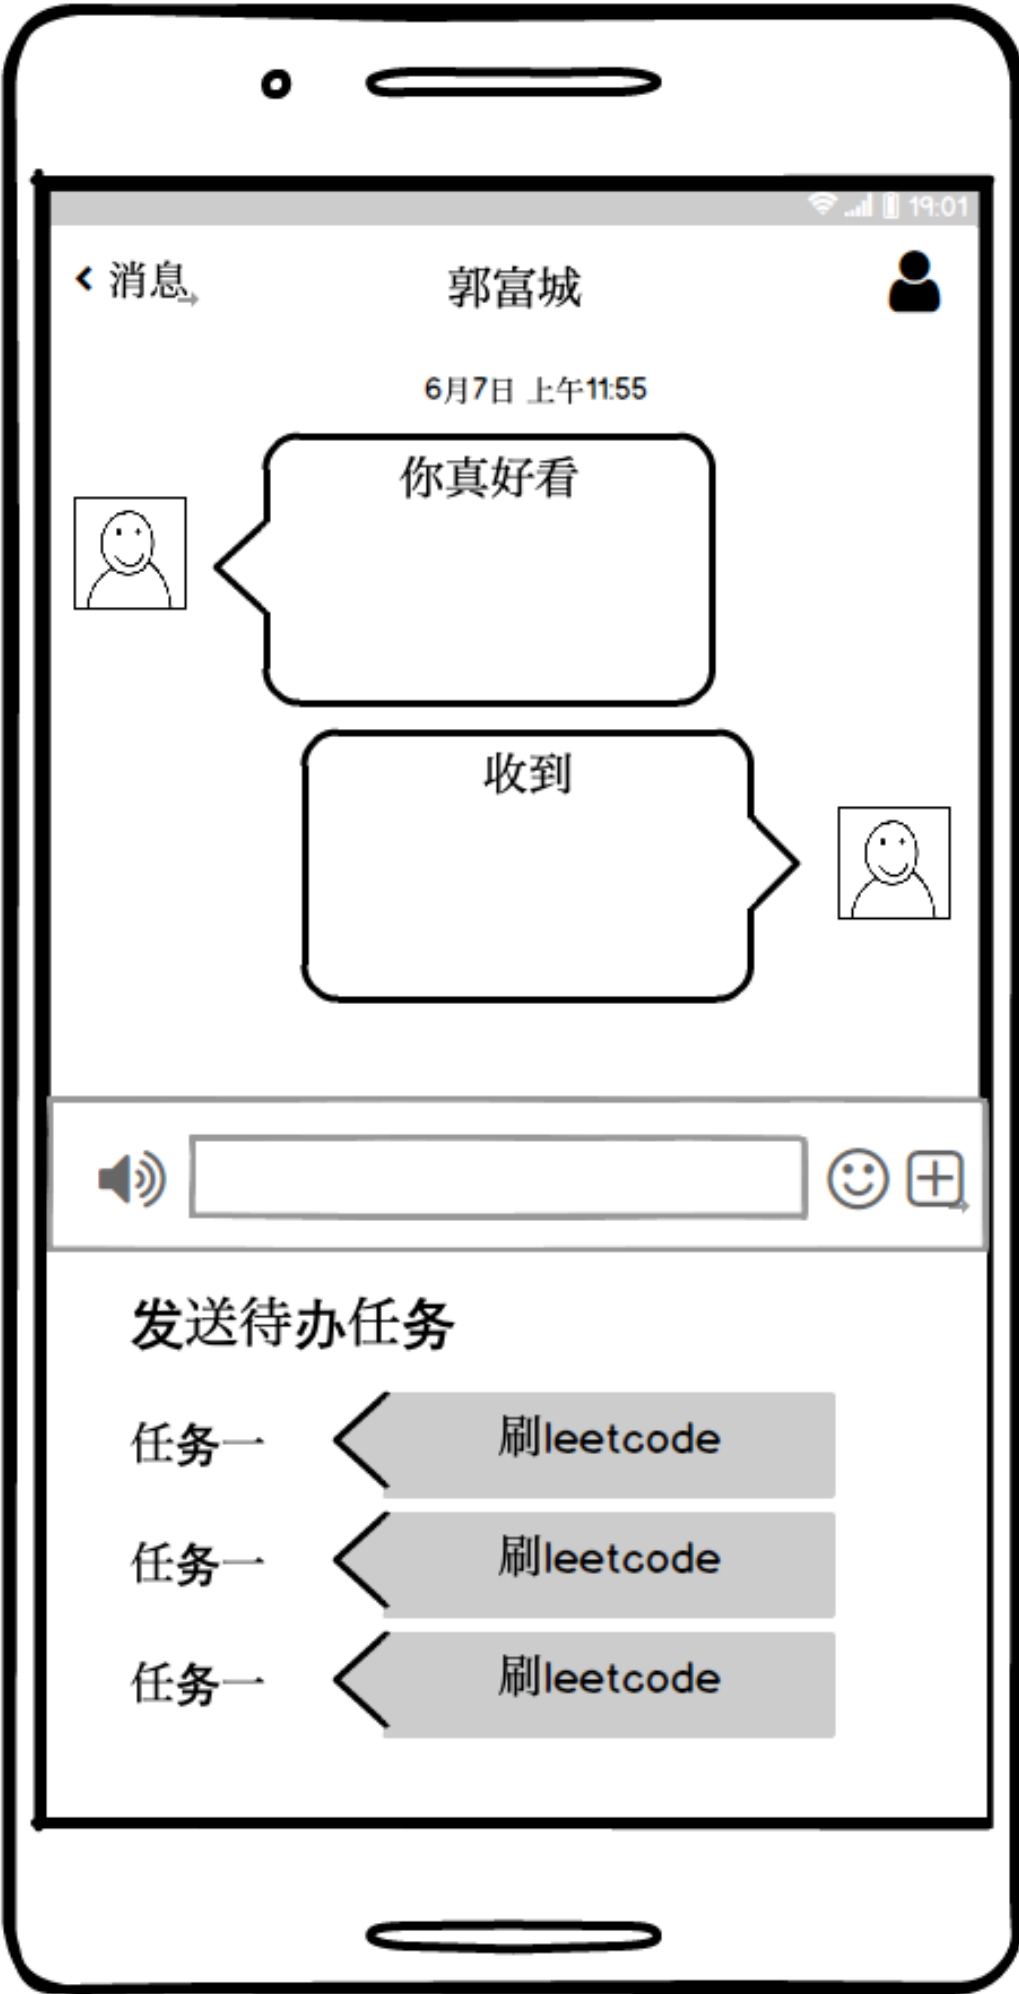 19:01
消息
郭富城
6月7日 上午11:55
你真好看
收到
发送待办任务
任务一 刷leetcode
任务一 刷leetcode
任务一 刷leetcode